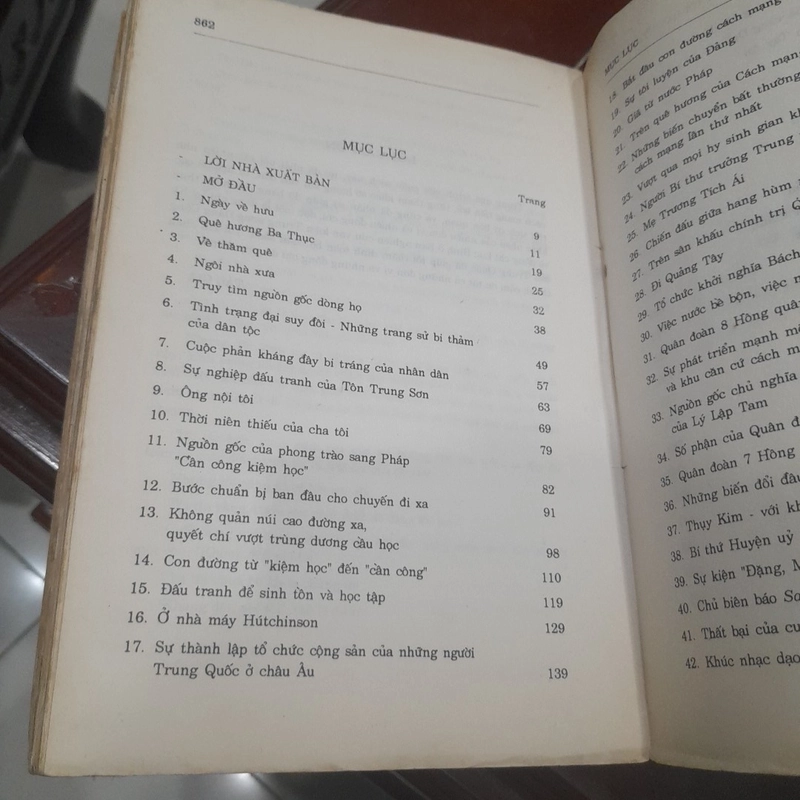 862
MỤC LỤC
Trang
- LỜI NHÀ XUẤT BẢN
- MỞ ĐẦU 9
1. Ngày về hưu 11
2. Quê hương Ba Thục 19
3. Về thăm quê 25
4. Ngôi nhà xưa 32
5. Truy tìm nguồn gốc dòng họ 38
6. Tình trạng đại suy đồi - Những trang sử bi thảm
của dân tộc 49
7. Cuộc phản kháng đầy bi tráng của nhân dân 57
8. Sự nghiệp đấu tranh của Tôn Trung Sơn 63
9. Ông nội tôi 69
10. Thời niên thiếu của cha tôi 79
11. Nguồn gốc của phong trào sang Pháp
"Cần công kiệm học" 82
12. Bước chuẩn bị ban đầu cho chuyến đi xa 91
13. Không quản núi cao đường xa,
quyết chí vượt trùng dương cầu học 98
14. Con đường từ "kiệm học" đến "cần công" 110
15. Đấu tranh để sinh tồn và học tập 119
16. Ở nhà máy Hútchinson 129
17. Sự thành lập tổ chức cộng sản của những người
Trung Quốc ở châu Âu 139
MỤC LỤC
18. Bắt đầu con đường cách mạng
19. Sự tôi luyện của Đảng
20. Giã từ nước Pháp
21. Trên quê hương của Cách mạng
22. Những biến chuyển bất thường
cách mạng lần thứ nhất
23. Vượt qua mọi hy sinh gian
24. Người Bí thư trưởng Trung
25. Mẹ Trương Tích Ái
26. Chiến đấu giữa hang hùm
27. Trên sân khấu chính trị
28. Đi Quảng Tây
29. Tổ chức khởi nghĩa Bách
30. Việc nước bề bộn, việc
31. Quân đoàn 8 Hồng quân
32. Sự phát triển mạnh
và khu căn cứ cách
33. Nguồn gốc chủ nghĩa
của Lý Lập Tam
34. Số phận của Quân
35. Quân đoàn 7 Hồng
36. Những biến đổi
37. Thụy Kim - với
38. Bí thư Huyện uỷ
39. Sự kiện "Đặng,
40. Chủ biên báo
41. Thất bại của
42. Khúc nhạc dạo